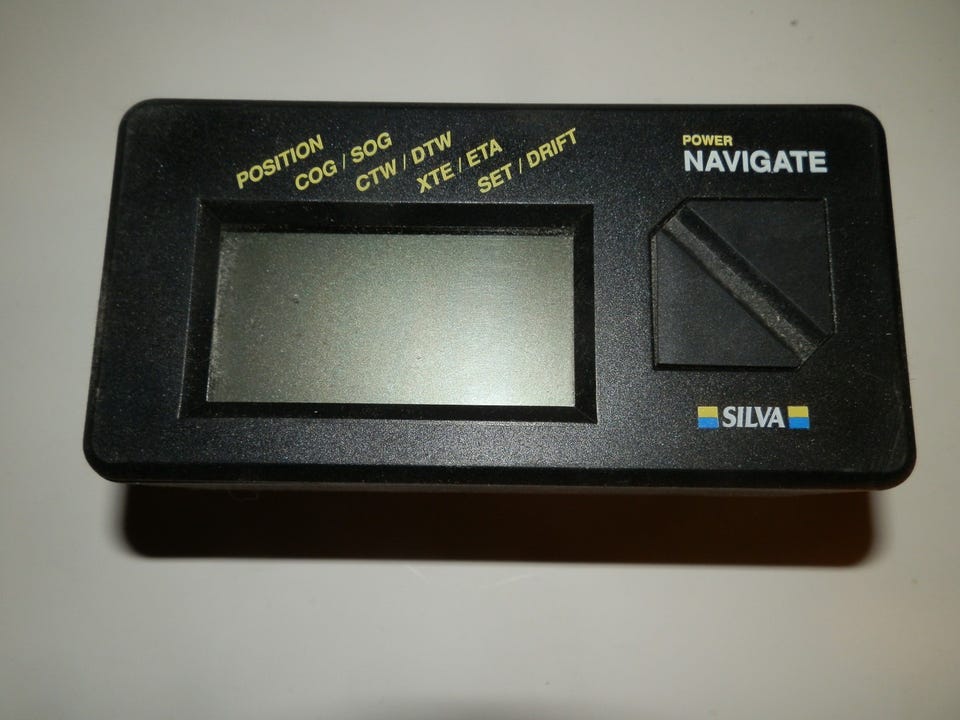 POSITION
COG / SOG
CTW / DTW
XTE / ETA
SET / DRIFT
POWER
NAVIGATE
SILVA